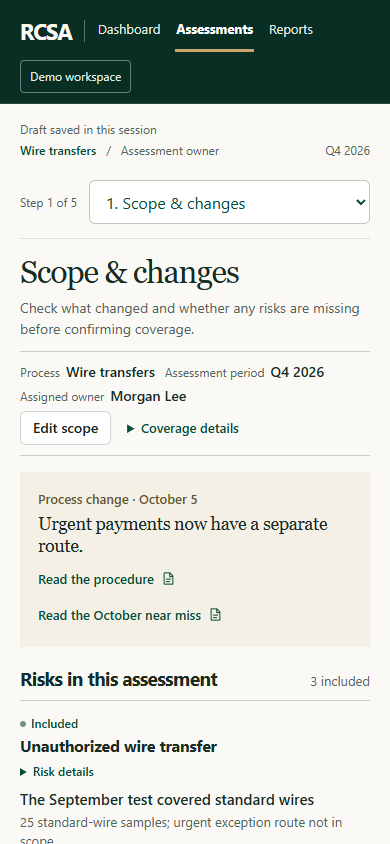 RCSA Dashboard Assessments Reports
Demo workspace
Draft saved in this session
Wire transfers / Assessment owner Q4 2026
Step 1 of 5 1. Scope & changes
Scope & changes
Check what changed and whether any risks are missing
before confirming coverage.
Process Wire transfers Assessment period Q4 2026
Assigned owner Morgan Lee
Edit scope Coverage details
Process change · October 5
Urgent payments now have a separate
route.
Read the procedure
Read the October near miss
Risks in this assessment 3 included
Included
Unauthorized wire transfer
Risk details
The September test covered standard wires
25 standard-wire samples; urgent exception route not in
scope.